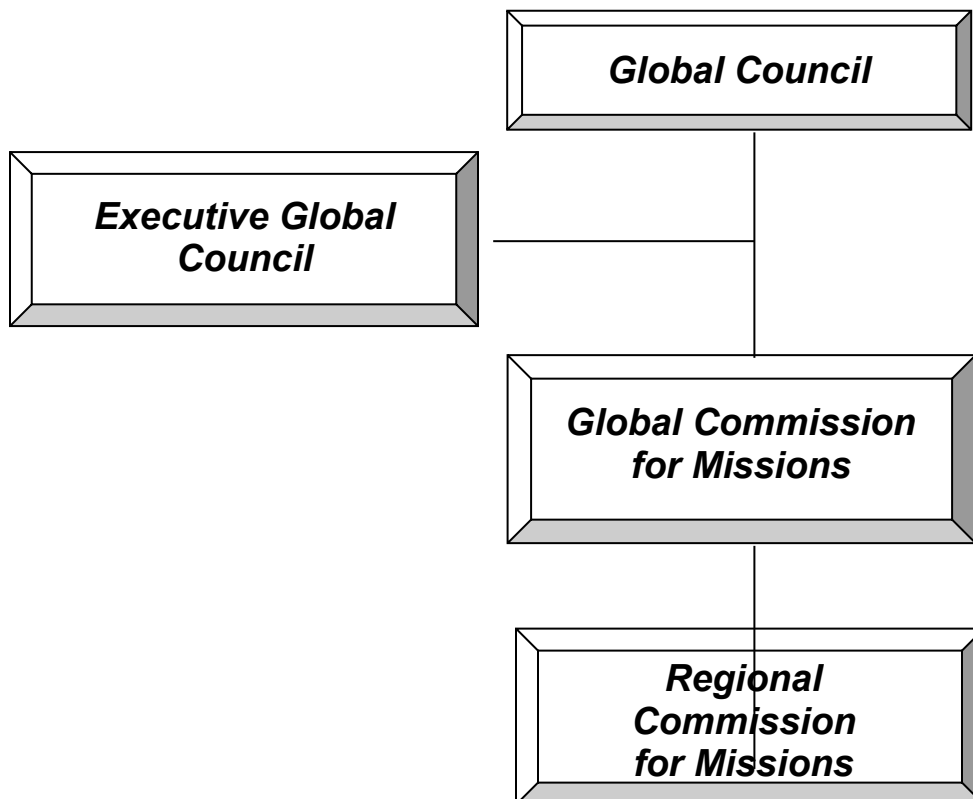 Global Council
Executive Global
Council
Global Commission
for Missions
Regional
Commission
for Missions